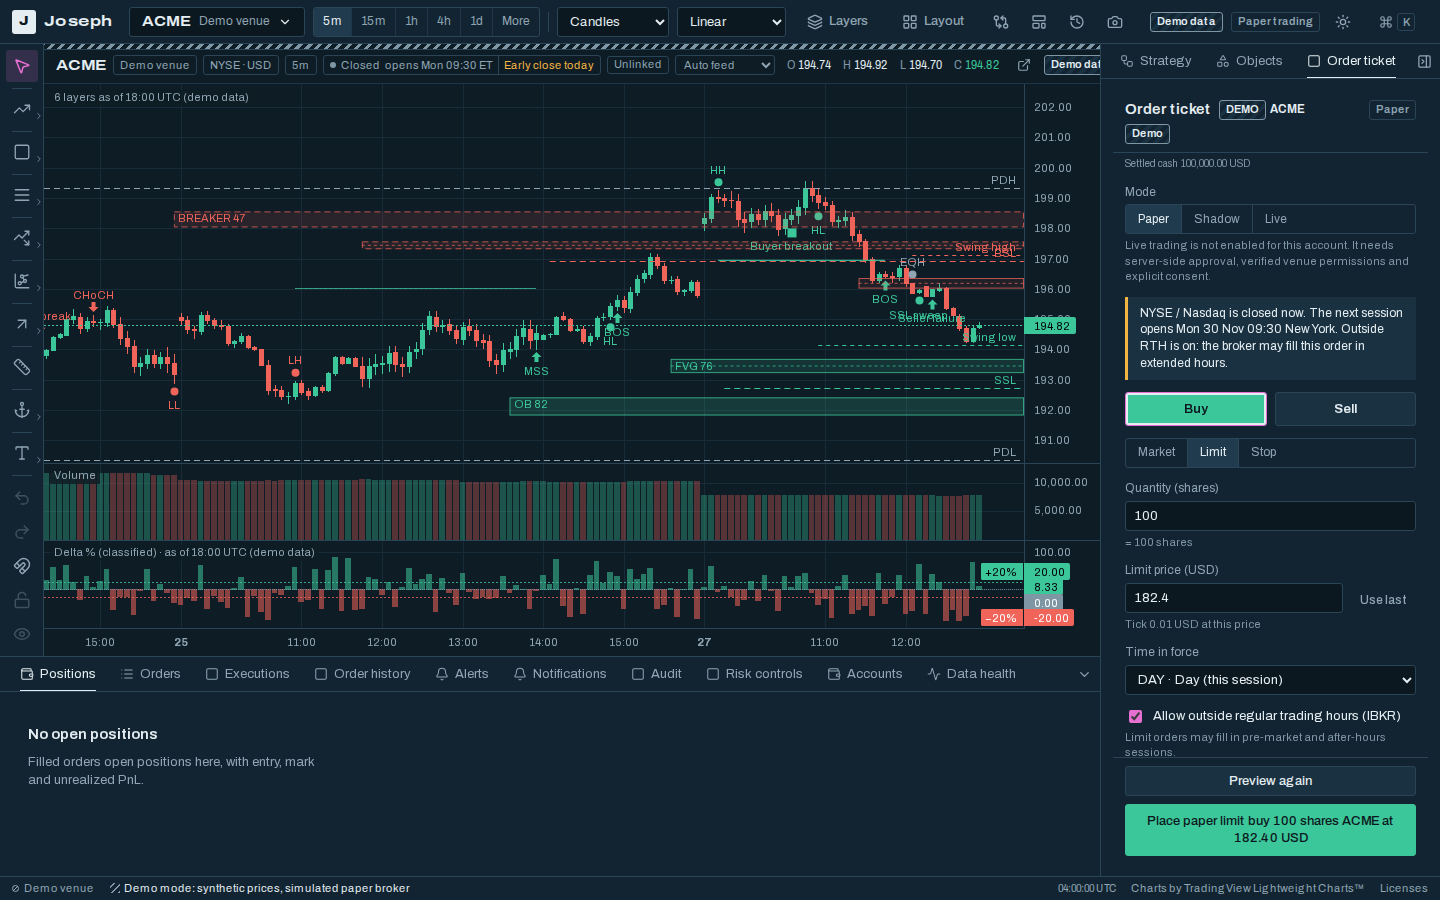 J Joseph ACME Demo venue 5m 15m 1h 4h 1d More Candles Linear Layers Layout Demo data Paper trading ⌘ K
ACME Demo venue NYSE·USD 5m Closed opens Mon 09:30 ET Early close today Unlinked Auto feed O 194.74 H 194.92 L 194.70 C 194.82 Demo dat
Strategy Objects Order ticket
6 layers as of 18:00 UTC (demo data)
202.00
201.00
200.00
199.00
198.00
197.00
196.00
194.82
194.00
193.00
192.00
191.00
HH
PDH
BREAKER 47
HL
Buyer breakout
Swing high
BSL
EQH
CHoCH
BOS
break
SSL sweep
Seller failure
BOS
HL
Swing low
LH
MSS
FVG 76
SSL
LL
OB 82
PDL
Volume
10,000.00
5,000.00
Delta % (classified) · as of 18:00 UTC (demo data)
100.00
+20% 20.00
8.33
0.00
−20% -20.00
15:00 25 11:00 12:00 13:00 14:00 15:00 27 11:00 12:00
Positions Orders Executions Order history Alerts Notifications Audit Risk controls Accounts Data health
No open positions
Filled orders open positions here, with entry, mark
and unrealized PnL.
Order ticket DEMO ACME Paper
Demo
Settled cash 100,000.00 USD
Mode
Paper Shadow Live
Live trading is not enabled for this account. It needs
server-side approval, verified venue permissions and
explicit consent.
NYSE / Nasdaq is closed now. The next session
opens Mon 30 Nov 09:30 New York. Outside
RTH is on: the broker may fill this order in
extended hours.
Buy Sell
Market Limit Stop
Quantity (shares)
100
= 100 shares
Limit price (USD)
182.4 Use last
Tick 0.01 USD at this price
Time in force
DAY · Day (this session)
Allow outside regular trading hours (IBKR)
Limit orders may fill in pre-market and after-hours
sessions.
Preview again
Place paper limit buy 100 shares ACME at
182.40 USD
Demo venue Demo mode: synthetic prices, simulated paper broker 04:00:00 UTC Charts by TradingView Lightweight Charts™ Licenses